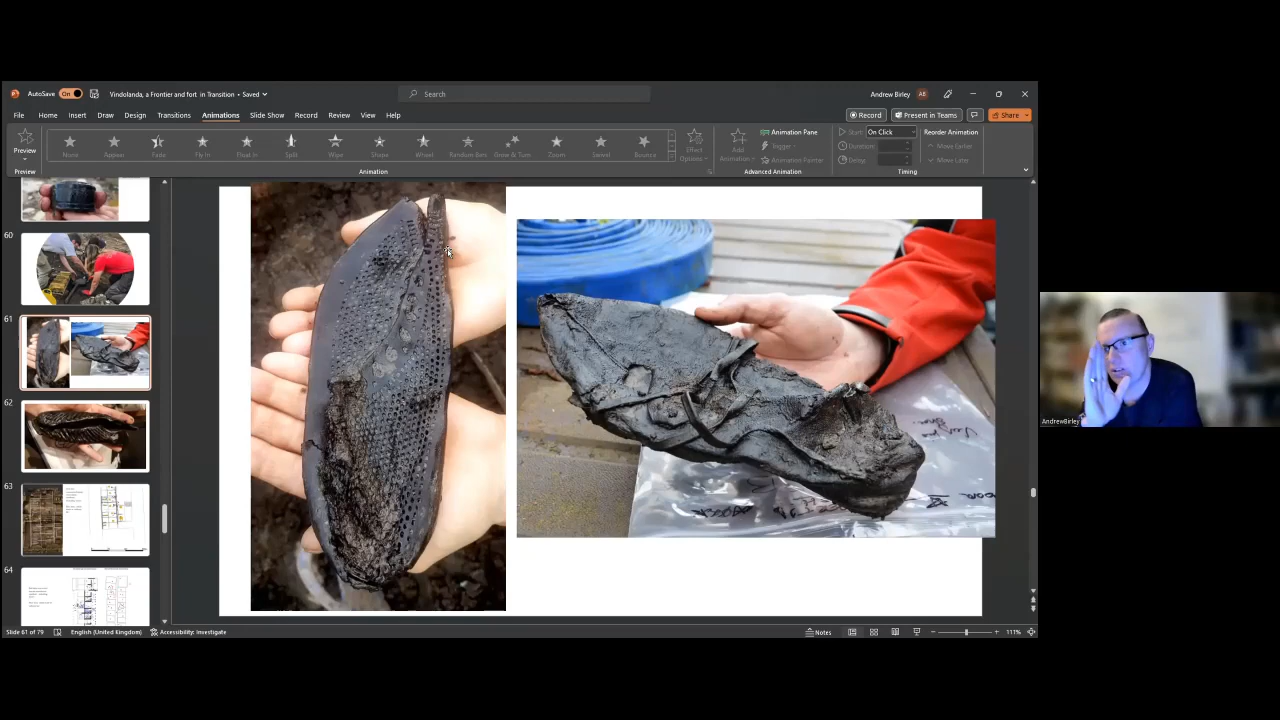 AutoSave On Vindolanda, a Frontier and fort in Transition • Saved Search Andrew Birley AB
File Home Insert Draw Design Transitions Animations Slide Show Record Review View Help Record Present in Teams Share
Preview None Appear Fade Fly In Float In Split Wipe Shape Wheel Random Bars Grow & Turn Zoom Swivel Bounce Effect Options Add Animation Animation Pane Trigger Animation Painter Start: On Click Duration: Delay: Reorder Animation Move Earlier Move Later
Preview Animation Advanced Animation Timing
60
61
62
63
64
AndrewBirley
Slide 61 of 79 English (United Kingdom) Accessibility: Investigate Notes 111%